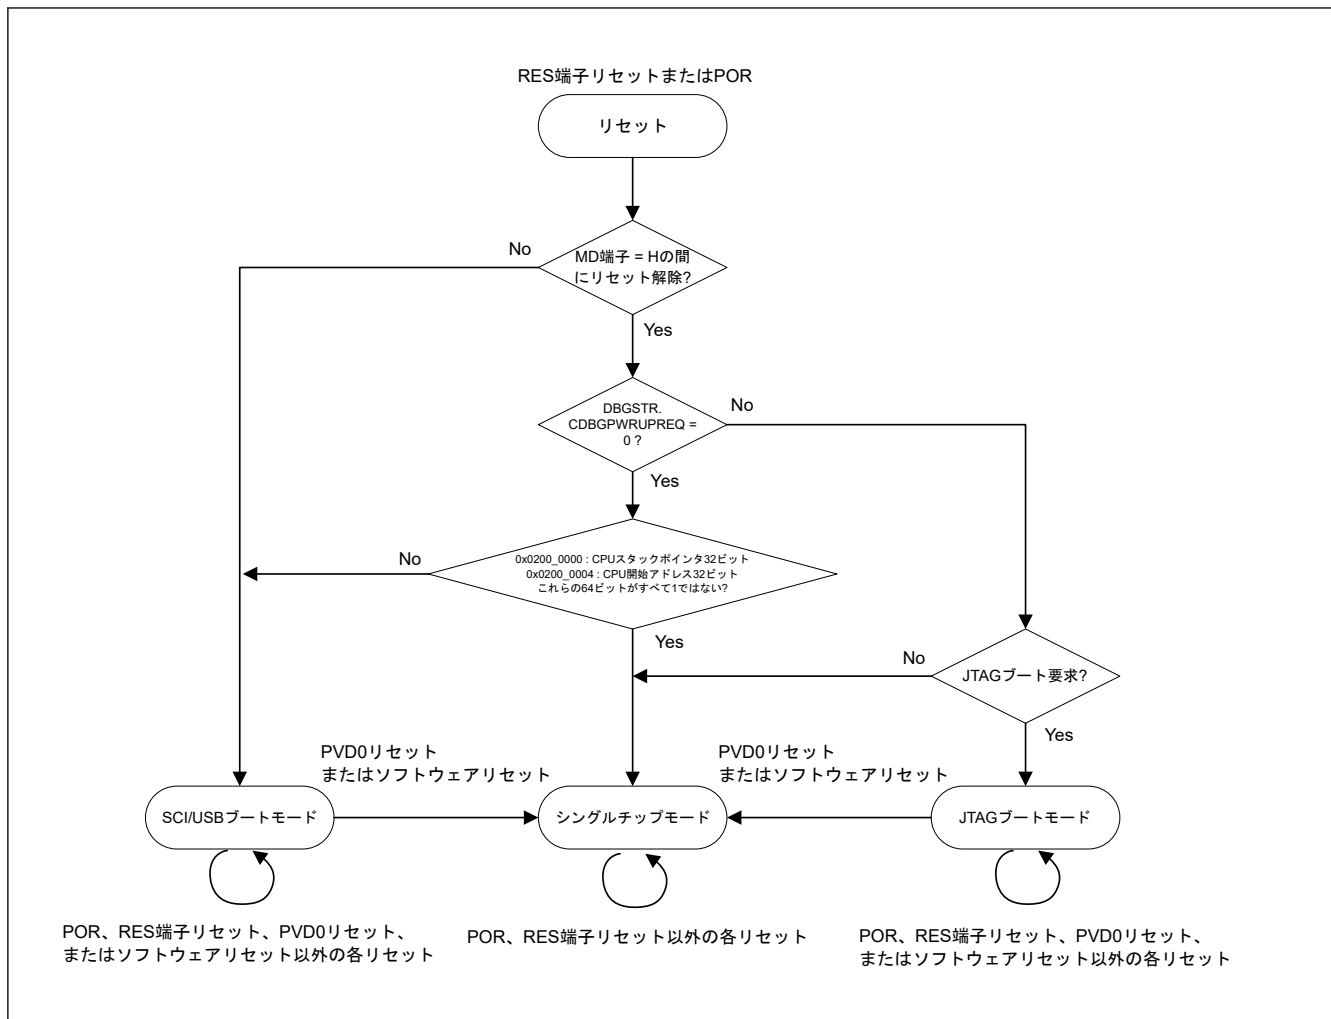 RES端子リセットまたはPOR
リセット
MD端子 = Hの間
にリセット解除?
No
Yes
DBGSTR.
CDBGPWRUPREQ =
0 ?
No
Yes
0x0200_0000 : CPUスタックポインタ32ビット
0x0200_0004 : CPU開始アドレス32ビット
これらの64ビットがすべて1ではない?
No
Yes
JTAGブート要求?
No
Yes
PVD0リセット
またはソフトウェアリセット
PVD0リセット
またはソフトウェアリセット
SCI/USBブートモード
シングルチップモード
JTAGブートモード
POR、RES端子リセット、PVD0リセット、
またはソフトウェアリセット以外の各リセット
POR、RES端子リセット以外の各リセット
POR、RES端子リセット、PVD0リセット、
またはソフトウェアリセット以外の各リセット